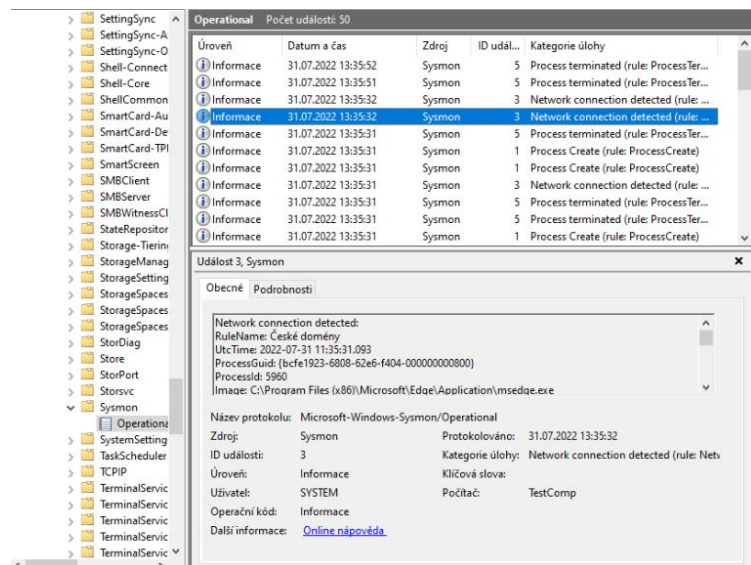 SettingSync
SettingSync-A
SettingSync-O
Shell-Connect
Shell-Core
ShellCommon
SmartCard-Au
SmartCard-De
SmartCard-TPI
SmartScreen
SMBClient
SMBServer
SMBWitnessCl
StateRepositor
Storage-Tierin
StorageManag
StorageSetting
StorageSpaces
StorageSpaces
StorageSpaces
StorDiag
Store
StorPort
Storsvc
Sysmon
Operationa
SystemSetting
TaskScheduler
TCPIP
TerminalServic
TerminalServic
TerminalServic
TerminalServic
TerminalServic
Operational Počet událostí: 50
Úroveň Datum a čas Zdroj ID udál... Kategorie úlohy
Informace 31.07.2022 13:35:52 Sysmon 5 Process terminated (rule: ProcessTer...
Informace 31.07.2022 13:35:51 Sysmon 5 Process terminated (rule: ProcessTer...
Informace 31.07.2022 13:35:32 Sysmon 3 Network connection detected (rule: ...
Informace 31.07.2022 13:35:32 Sysmon 3 Network connection detected (rule: ...
Informace 31.07.2022 13:35:31 Sysmon 5 Process terminated (rule: ProcessTer...
Informace 31.07.2022 13:35:31 Sysmon 1 Process Create (rule: ProcessCreate)
Informace 31.07.2022 13:35:31 Sysmon 1 Process Create (rule: ProcessCreate)
Informace 31.07.2022 13:35:31 Sysmon 3 Network connection detected (rule: ...
Informace 31.07.2022 13:35:31 Sysmon 5 Process terminated (rule: ProcessTer...
Informace 31.07.2022 13:35:31 Sysmon 5 Process terminated (rule: ProcessTer...
Informace 31.07.2022 13:35:31 Sysmon 1 Process Create (rule: ProcessCreate)
Událost 3, Sysmon
Obecné Podrobnosti
Network connection detected:
RuleName: České domény
UtcTime: 2022-07-31 11:35:31.093
ProcessGuid: {bcfe1923-6808-62e6-f404-000000000800}
ProcessId: 5960
Image: C:\Program Files (x86)\Microsoft\Edge\Application\msedge.exe
Název protokolu: Microsoft-Windows-Sysmon/Operational
Zdroj: Sysmon Protokolováno: 31.07.2022 13:35:32
ID události: 3 Kategorie úlohy: Network connection detected (rule: Netw
Úroveň: Informace Klíčová slova:
Uživatel: SYSTEM Počítač: TestComp
Operační kód: Informace
Další informace: Online nápověda